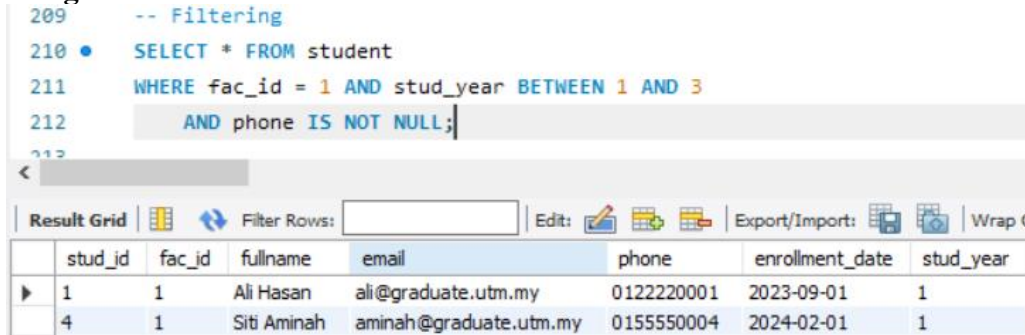 209 -- Filtering
210 SELECT * FROM student
211 WHERE fac_id = 1 AND stud_year BETWEEN 1 AND 3
212 AND phone IS NOT NULL;
Result Grid Filter Rows: Edit: Export/Import: Wrap
stud_id fac_id fullname email phone enrollment_date stud_year
1 1 Ali Hasan ali@graduate.utm.my 0122220001 2023-09-01 1
4 1 Siti Aminah aminah@graduate.utm.my 0155550004 2024-02-01 1